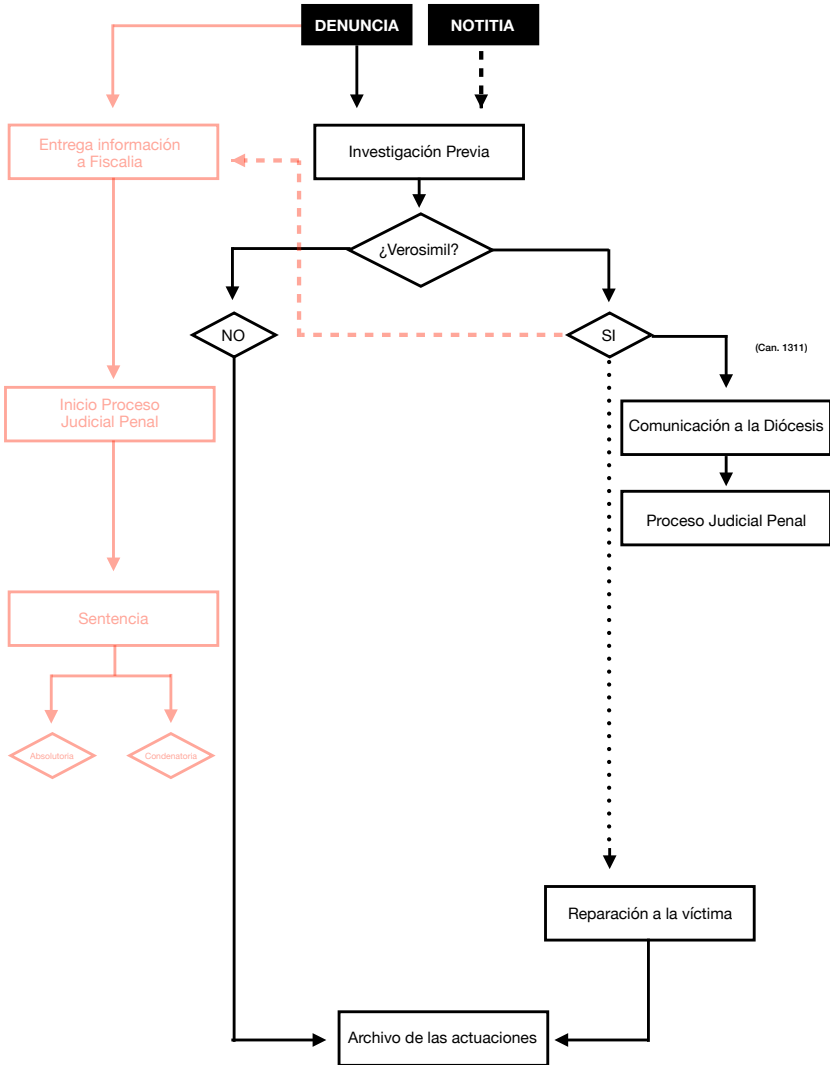 DENUNCIA
NOTITIA
Entrega información
a Fiscalia
Investigación Previa
¿Verosimil?
NO
SI
(Can. 1311)
Inicio Proceso
Judicial Penal
Comunicación a la Diócesis
Proceso Judicial Penal
Sentencia
Absolutoria
Condenatoria
Reparación a la víctima
Archivo de las actuaciones